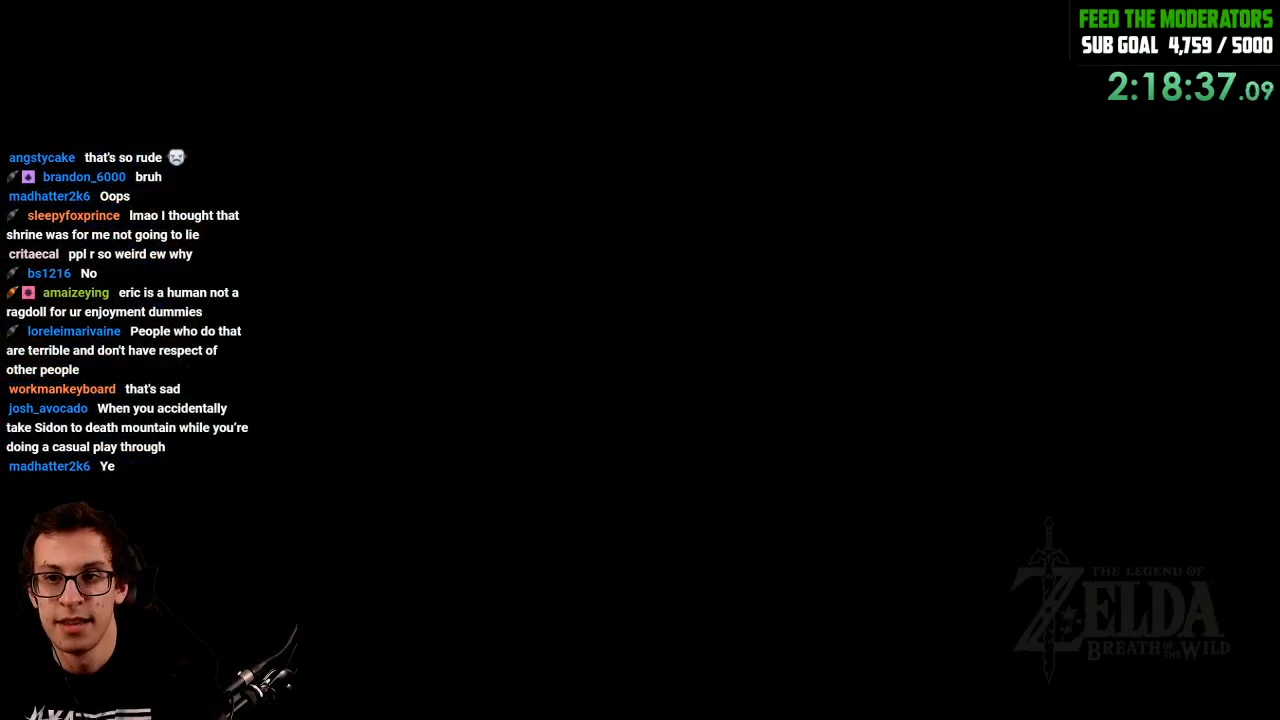 FEED THE MODERATORS
SUB GOAL 4,759 / 5000
2:18:37.09
angstycake that's so rude
brandon_6000 bruh
madhatter2k6 Oops
sleepyfoxprince lmao I thought that
shrine was for me not going to lie
critaecal ppl r so weird ew why
bs1216 No
amaizeying eric is a human not a
ragdoll for ur enjoyment dummies
loreleimarivaine People who do that
are terrible and don't have respect of
other people
workmankeyboard that's sad
josh_avocado When you accidentally
take Sidon to death mountain while you’re
doing a casual play through
madhatter2k6 Ye
THE LEGEND OF
ZELDA
BREATH OF THE WILD